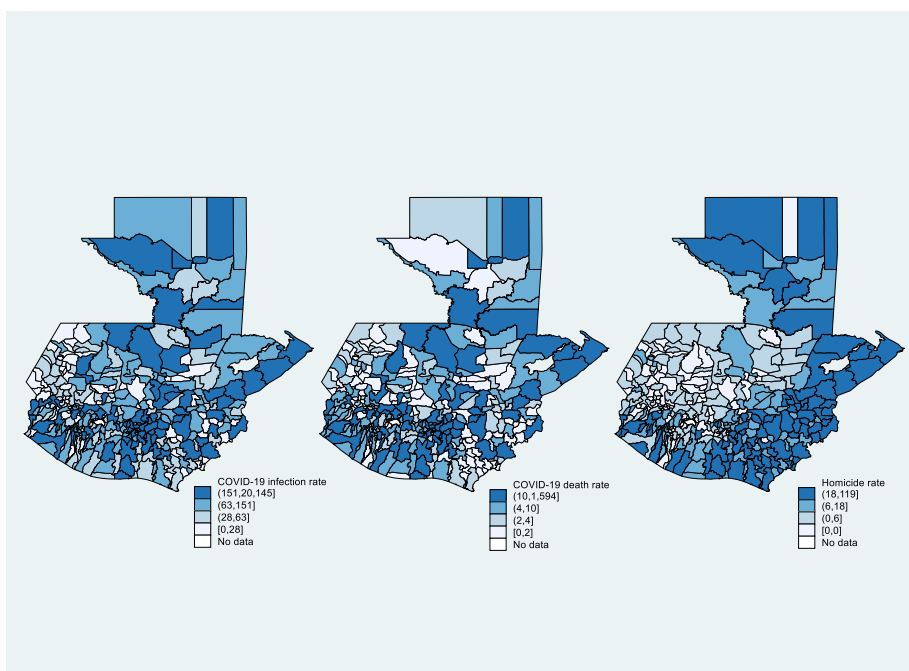 COVID-19 infection rate
(151,20,145]
(63,151]
(28,63]
[0,28]
No data
COVID-19 death rate
(10,1,594]
(4,10]
(2,4]
[0,2]
No data
Homicide rate
(18,119]
(6,18]
(0,6]
[0,0]
No data